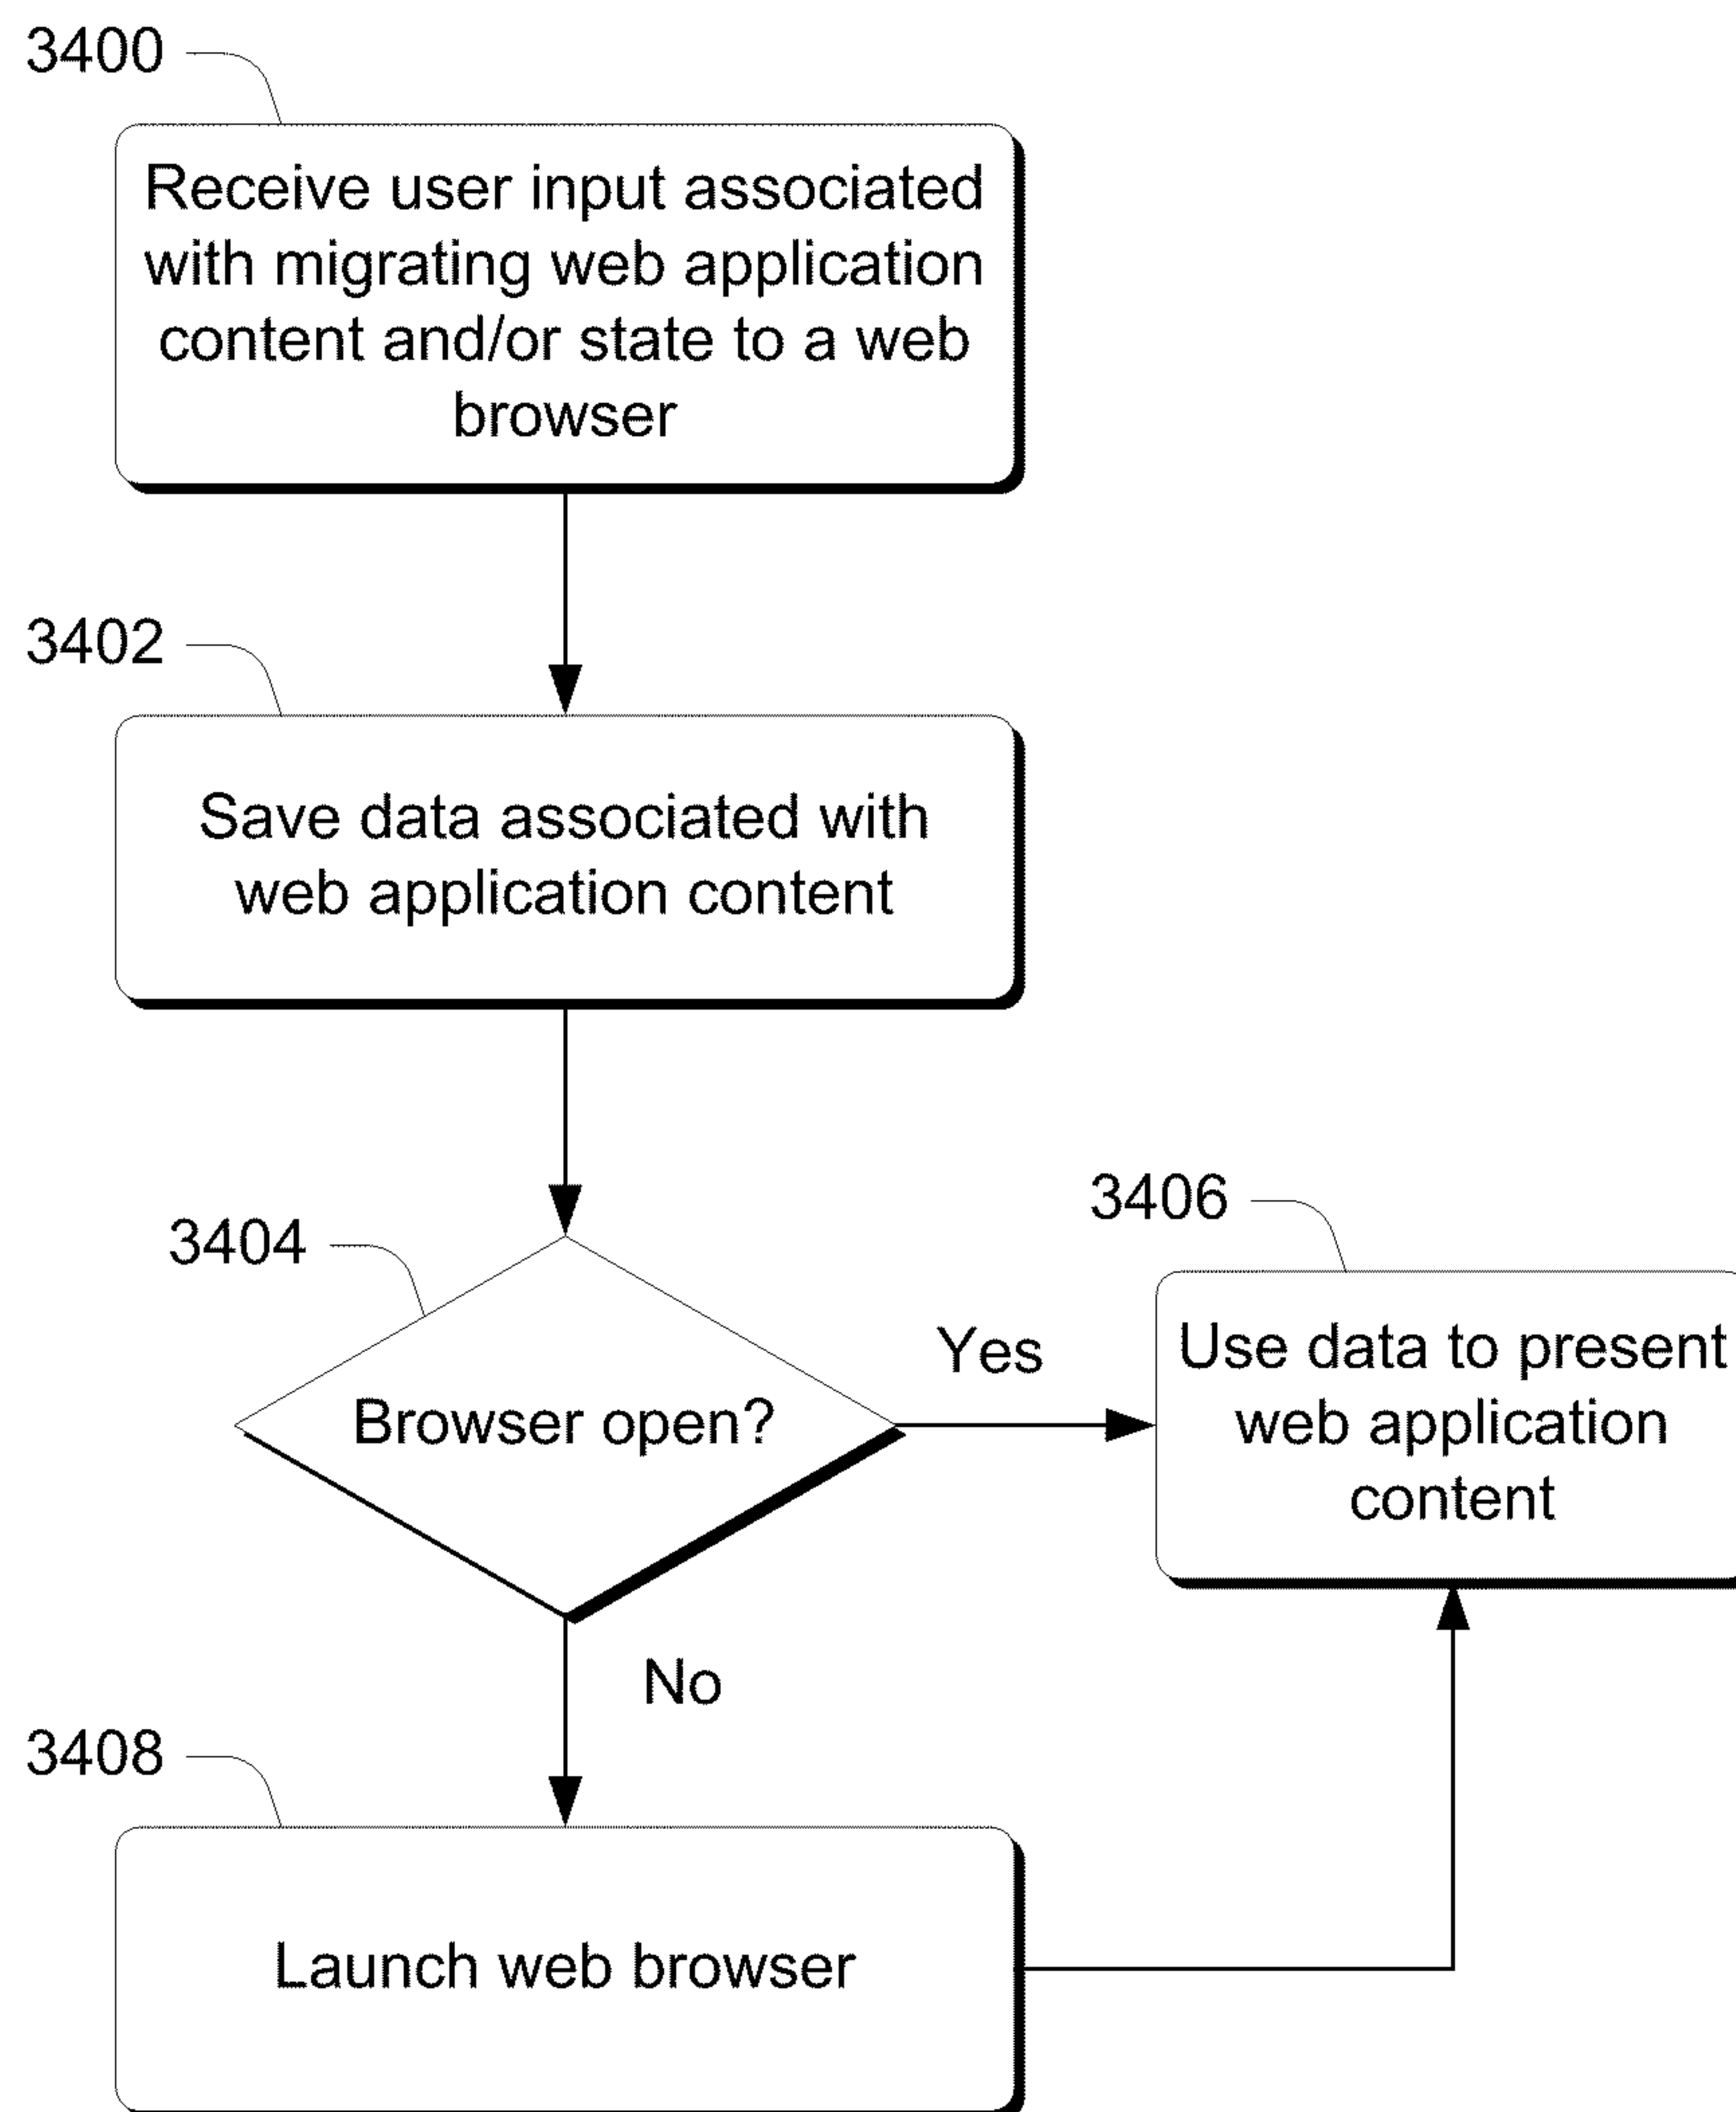 3400
Receive user input associated
with migrating web application
content and/or state to a web
browser
3402
Save data associated with
web application content
3404
Browser open?
Yes
3406
Use data to present
web application
content
No
3408
Launch web browser